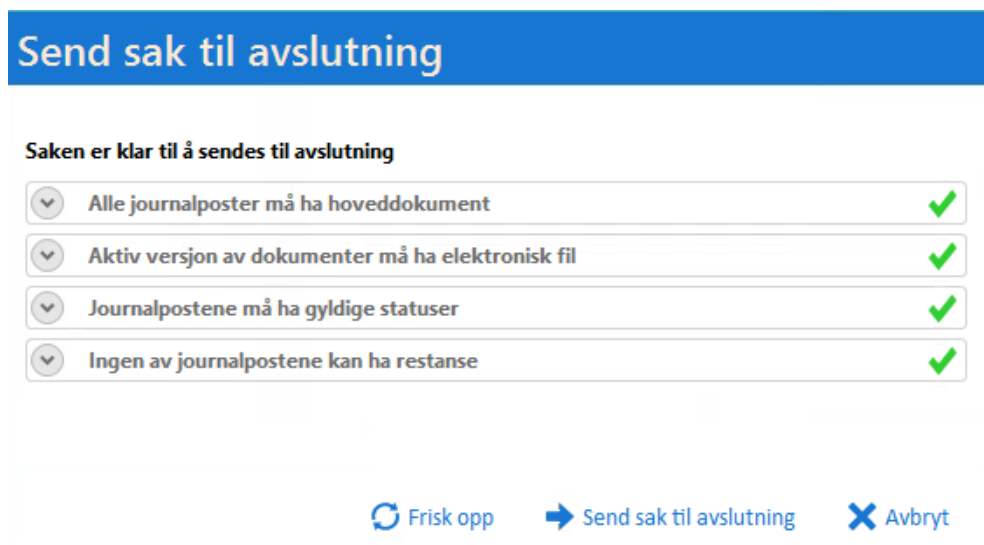 Send sak til avslutning
Saken er klar til å sendes til avslutning
Alle journalposter må ha hoveddokument
Aktiv versjon av dokumenter må ha elektronisk fil
Journalpostene må ha gyldige statuser
Ingen av journalpostene kan ha restanse
Frisk opp Send sak til avslutning Avbryt